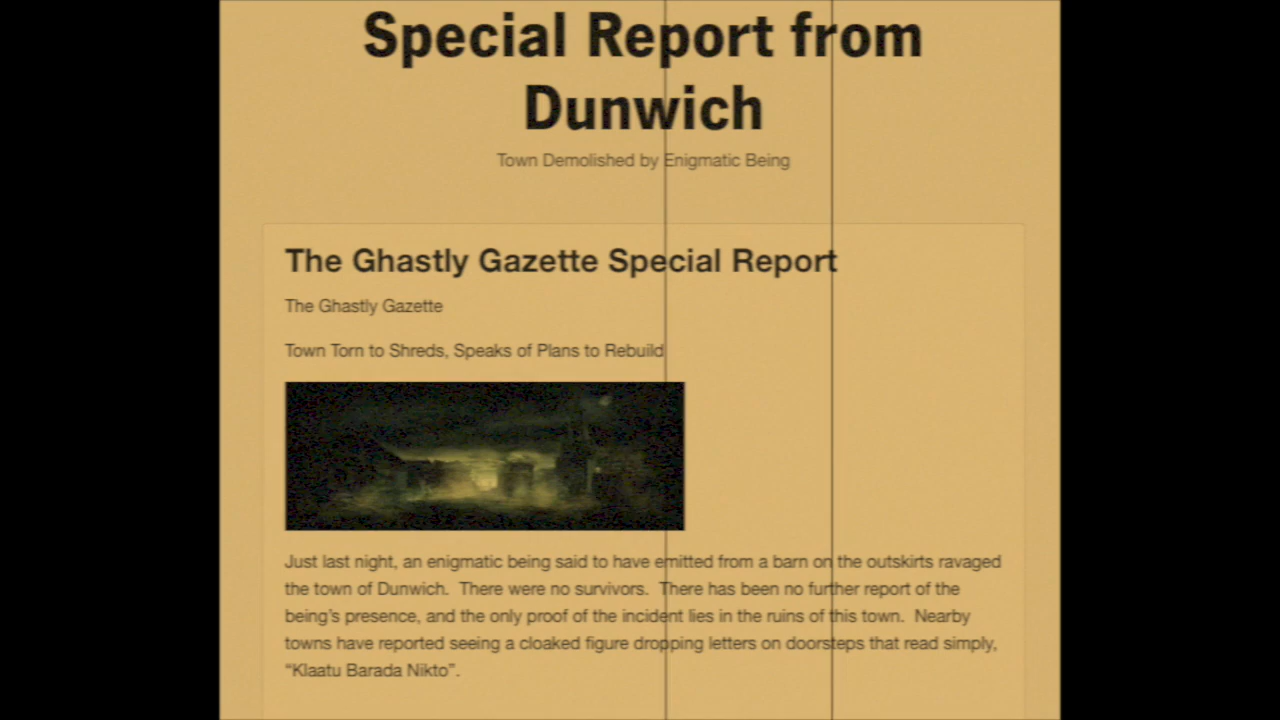 Special Report from
Dunwich
Town Demolished by Enigmatic Being
The Ghastly Gazette Special Report
The Ghastly Gazette
Town Torn to Shreds, Speaks of Plans to Rebuild
Just last night, an enigmatic being said to have emitted from a barn on the outskirts ravaged
the town of Dunwich.  There were no survivors.  There has been no further report of the
being’s presence, and the only proof of the incident lies in the ruins of this town.  Nearby
towns have reported seeing a cloaked figure dropping letters on doorsteps that read simply,
“Klaatu Barada Nikto”.